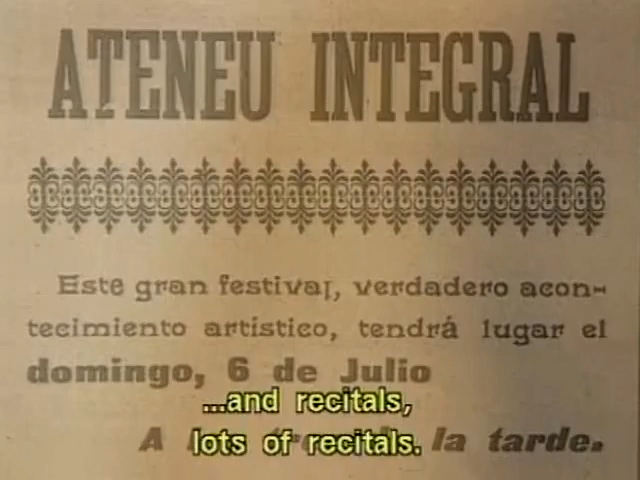 ATENEU INTEGRAL
Este gran festival, verdadero acon-
tecimiento artístico, tendrá lugar el
domingo, 6 de Julio
...and recitals,
A la tarde.
lots of recitals.